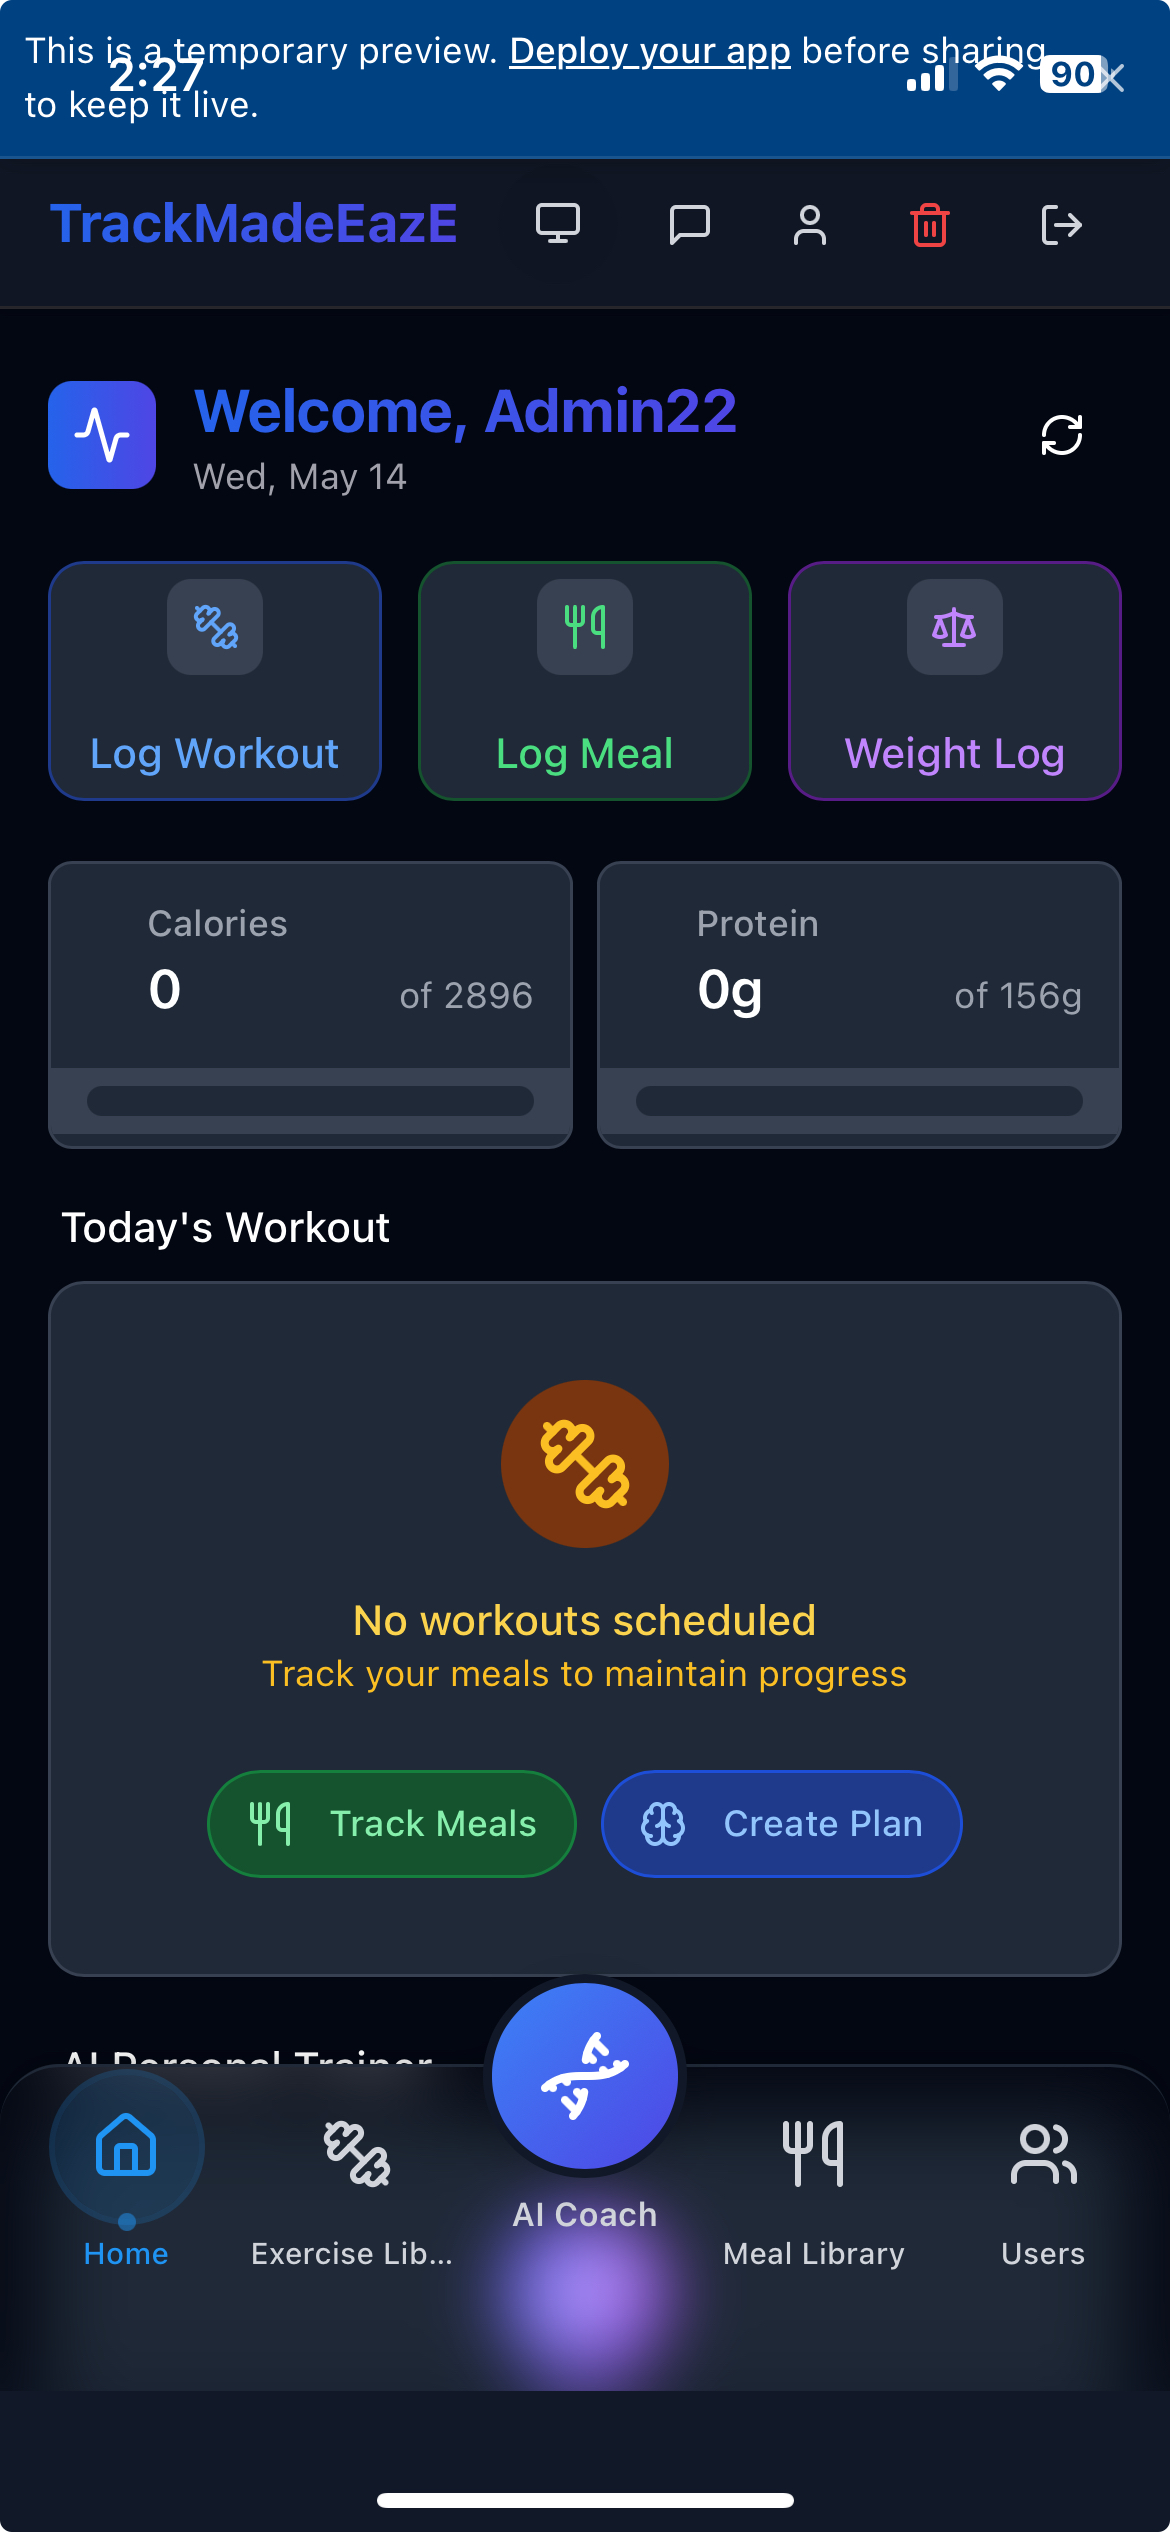 This is a temporary preview. Deploy your app before sharing
to keep it live.
2:27
90
TrackMadeEazE
Welcome, Admin22
Wed, May 14
Log Workout
Log Meal
Weight Log
Calories
0
of 2896
Protein
0g
of 156g
Today's Workout
No workouts scheduled
Track your meals to maintain progress
Track Meals
Create Plan
AI Personal Trainer
AI Coach
Home
Exercise Lib...
Meal Library
Users